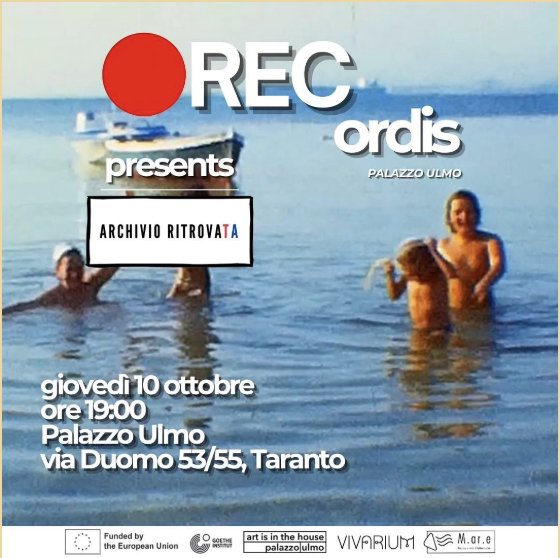 REC
ordis
PALAZZO ULMO
presents
ARCHIVIO RITROVATA
giovedì 10 ottobre
ore 19:00
Palazzo Ulmo
via Duomo 53/55, Taranto
Funded by
the European Union
GOETHE
INSTITUT
art is in the house
palazzo|ulmo
VIVARIUM
M.ar.e